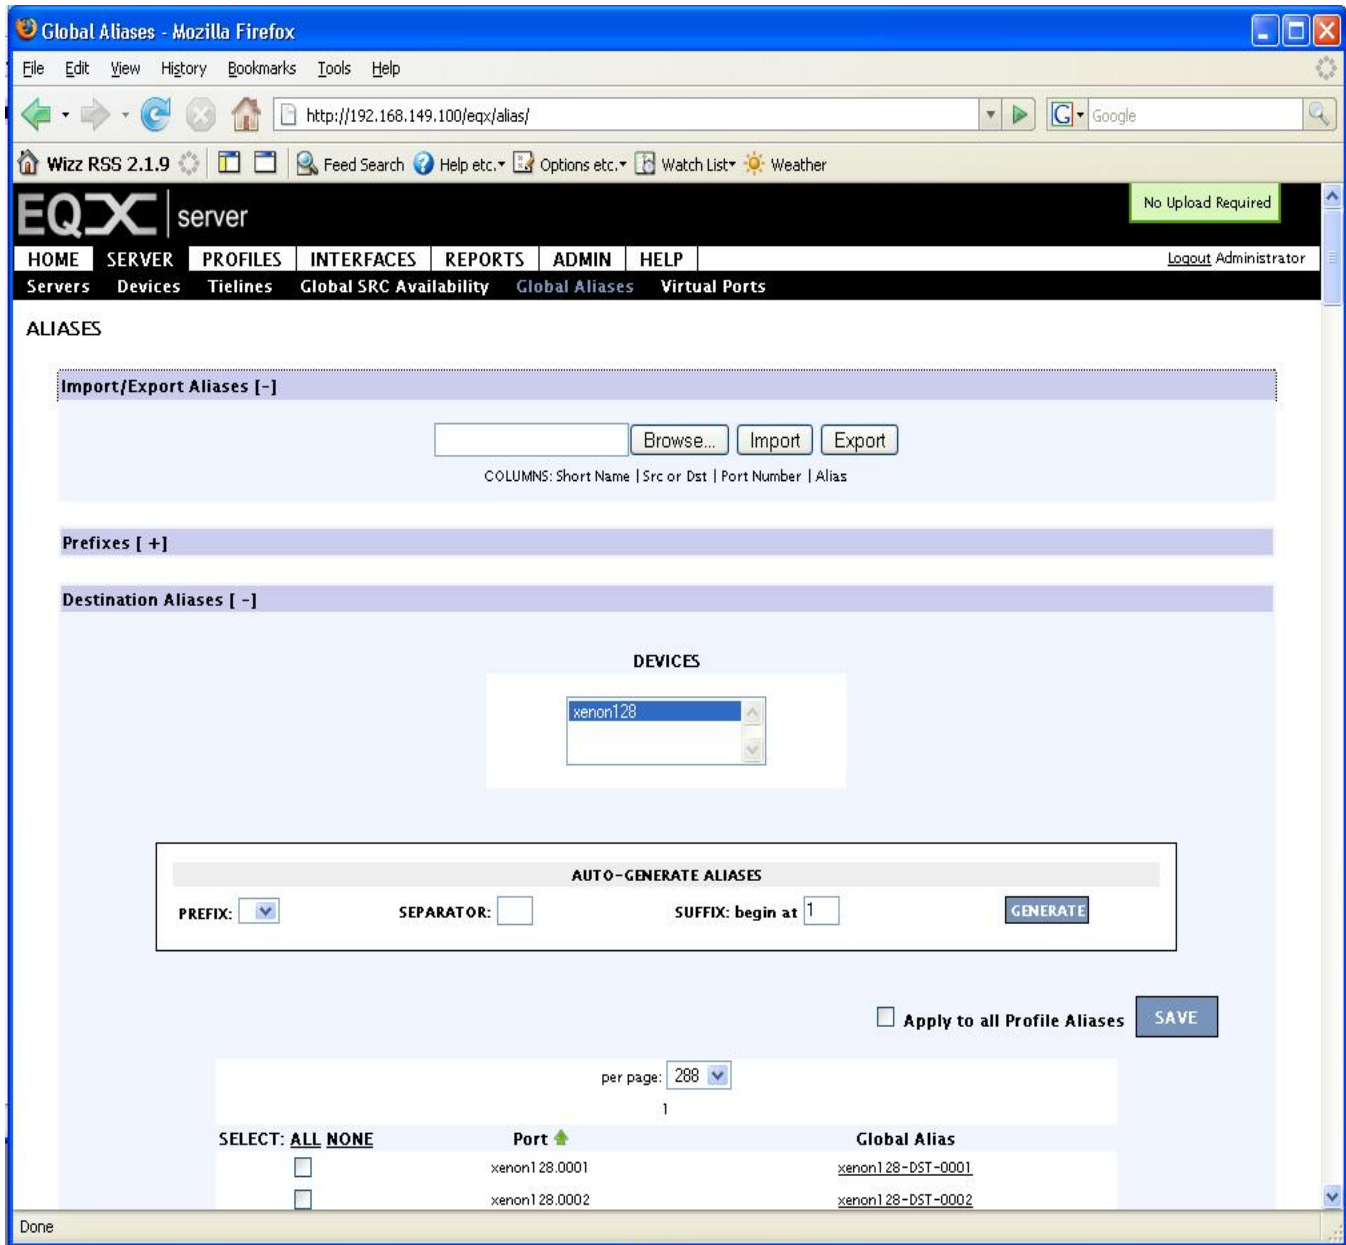 Global Aliases - Mozilla Firefox
File Edit View History Bookmarks Tools Help
http://192.168.149.100/eqx/alias/
G Google
Wizz RSS 2.1.9 Feed Search Help etc. Options etc. Watch List Weather
EQX server
No Upload Required
HOME SERVER PROFILES INTERFACES REPORTS ADMIN HELP Logout Administrator
Servers Devices Tielines Global SRC Availability Global Aliases Virtual Ports
ALIASES
Import/Export Aliases [-]
Browse... Import Export
COLUMNS: Short Name | Src or Dst | Port Number | Alias
Prefixes [ +]
Destination Aliases [ -]
DEVICES
xenon128
AUTO-GENERATE ALIASES
PREFIX: SEPARATOR: SUFFIX: begin at 1 GENERATE
Apply to all Profile Aliases SAVE
per page: 288
1
SELECT: ALL NONE Port Global Alias
xenon128.0001 xenon128-DST-0001
xenon128.0002 xenon128-DST-0002
Done